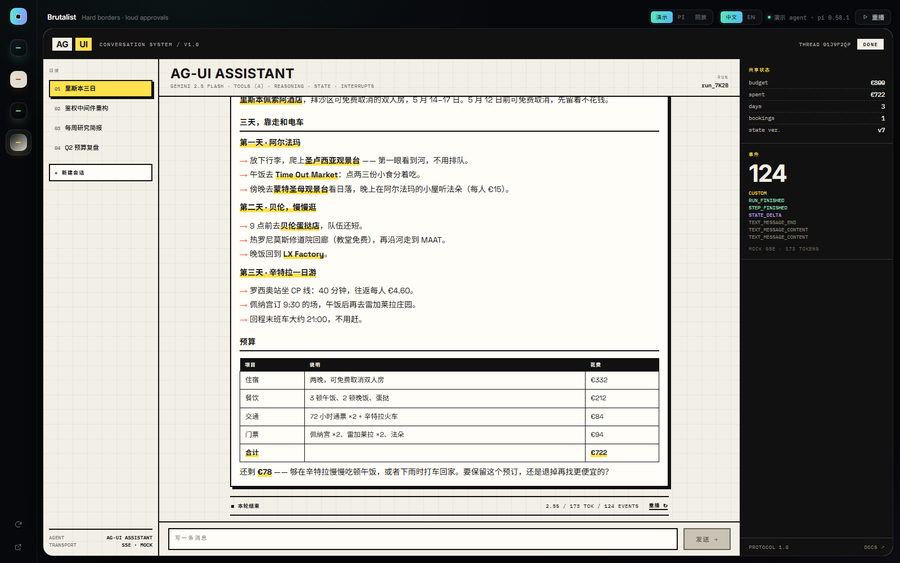 Brutalist Hard borders · loud approvals
演示 PI 回放
中文 EN
演示 agent · pi 0.58.1
重播
AG UI CONVERSATION SYSTEM / V1.0
THREAD 01J9F2QP DONE
目录
01 里斯本三日
02 鉴权中间件重构
03 每周研究简报
04 Q2 预算复盘
+ 新建会话
AGENT AG-UI ASSISTANT
TRANSPORT SSE · MOCK
AG-UI ASSISTANT
GEMINI 2.5 FLASH · TOOLS (4) · REASONING · STATE · INTERRUPTS
RUN
run_7K2B
里斯本佩索阿酒店，拜沙区可免费取消的双人房，5 月 14–17 日。5 月 12 日前可免费取消，先留着不花钱。
三天，靠走和电车
第一天 · 阿尔法玛
→ 放下行李，爬上圣卢西亚观景台 —— 第一眼看到河，不用排队。
→ 午饭去 Time Out Market：点两三份小食分着吃。
→ 傍晚去蒙特圣母观景台看日落，晚上在阿尔法玛的小屋听法朵（每人 €15）。
第二天 · 贝伦，慢慢逛
→ 9 点前去贝伦蛋挞店，队伍还短。
→ 热罗尼莫斯修道院回廊（教堂免费），再沿河走到 MAAT。
→ 晚饭回到 LX Factory。
第三天 · 辛特拉一日游
→ 罗西奥站坐 CP 线：40 分钟，往返每人 €4.60。
→ 佩纳宫订 9:30 的场，午饭后再去雷加莱拉庄园。
→ 回程末班车大约 21:00，不用赶。
预算
项目 说明 花费
住宿 两晚，可免费取消双人房 €332
餐饮 3 顿午饭、2 顿晚饭、蛋挞 €212
交通 72 小时通票 ×2 + 辛特拉火车 €84
门票 佩纳宫 ×2、雷加莱拉 ×2、法朵 €94
合计 €722
还剩 €78 —— 够在辛特拉慢慢吃顿午饭，或者下雨时打车回家。要保留这个预订，还是退掉再找更便宜的？
■ 本轮结束 2.5S / 173 TOK / 124 EVENTS 重播 ↻
写一条消息
发送 →
共享状态
budget €800
spent €722
days 3
bookings 1
state ver. v7
事件
124
CUSTOM
RUN_FINISHED
STEP_FINISHED
STATE_DELTA
TEXT_MESSAGE_END
TEXT_MESSAGE_CONTENT
TEXT_MESSAGE_CONTENT
MOCK SSE · 173 TOKENS
PROTOCOL 1.0 DOCS ↗